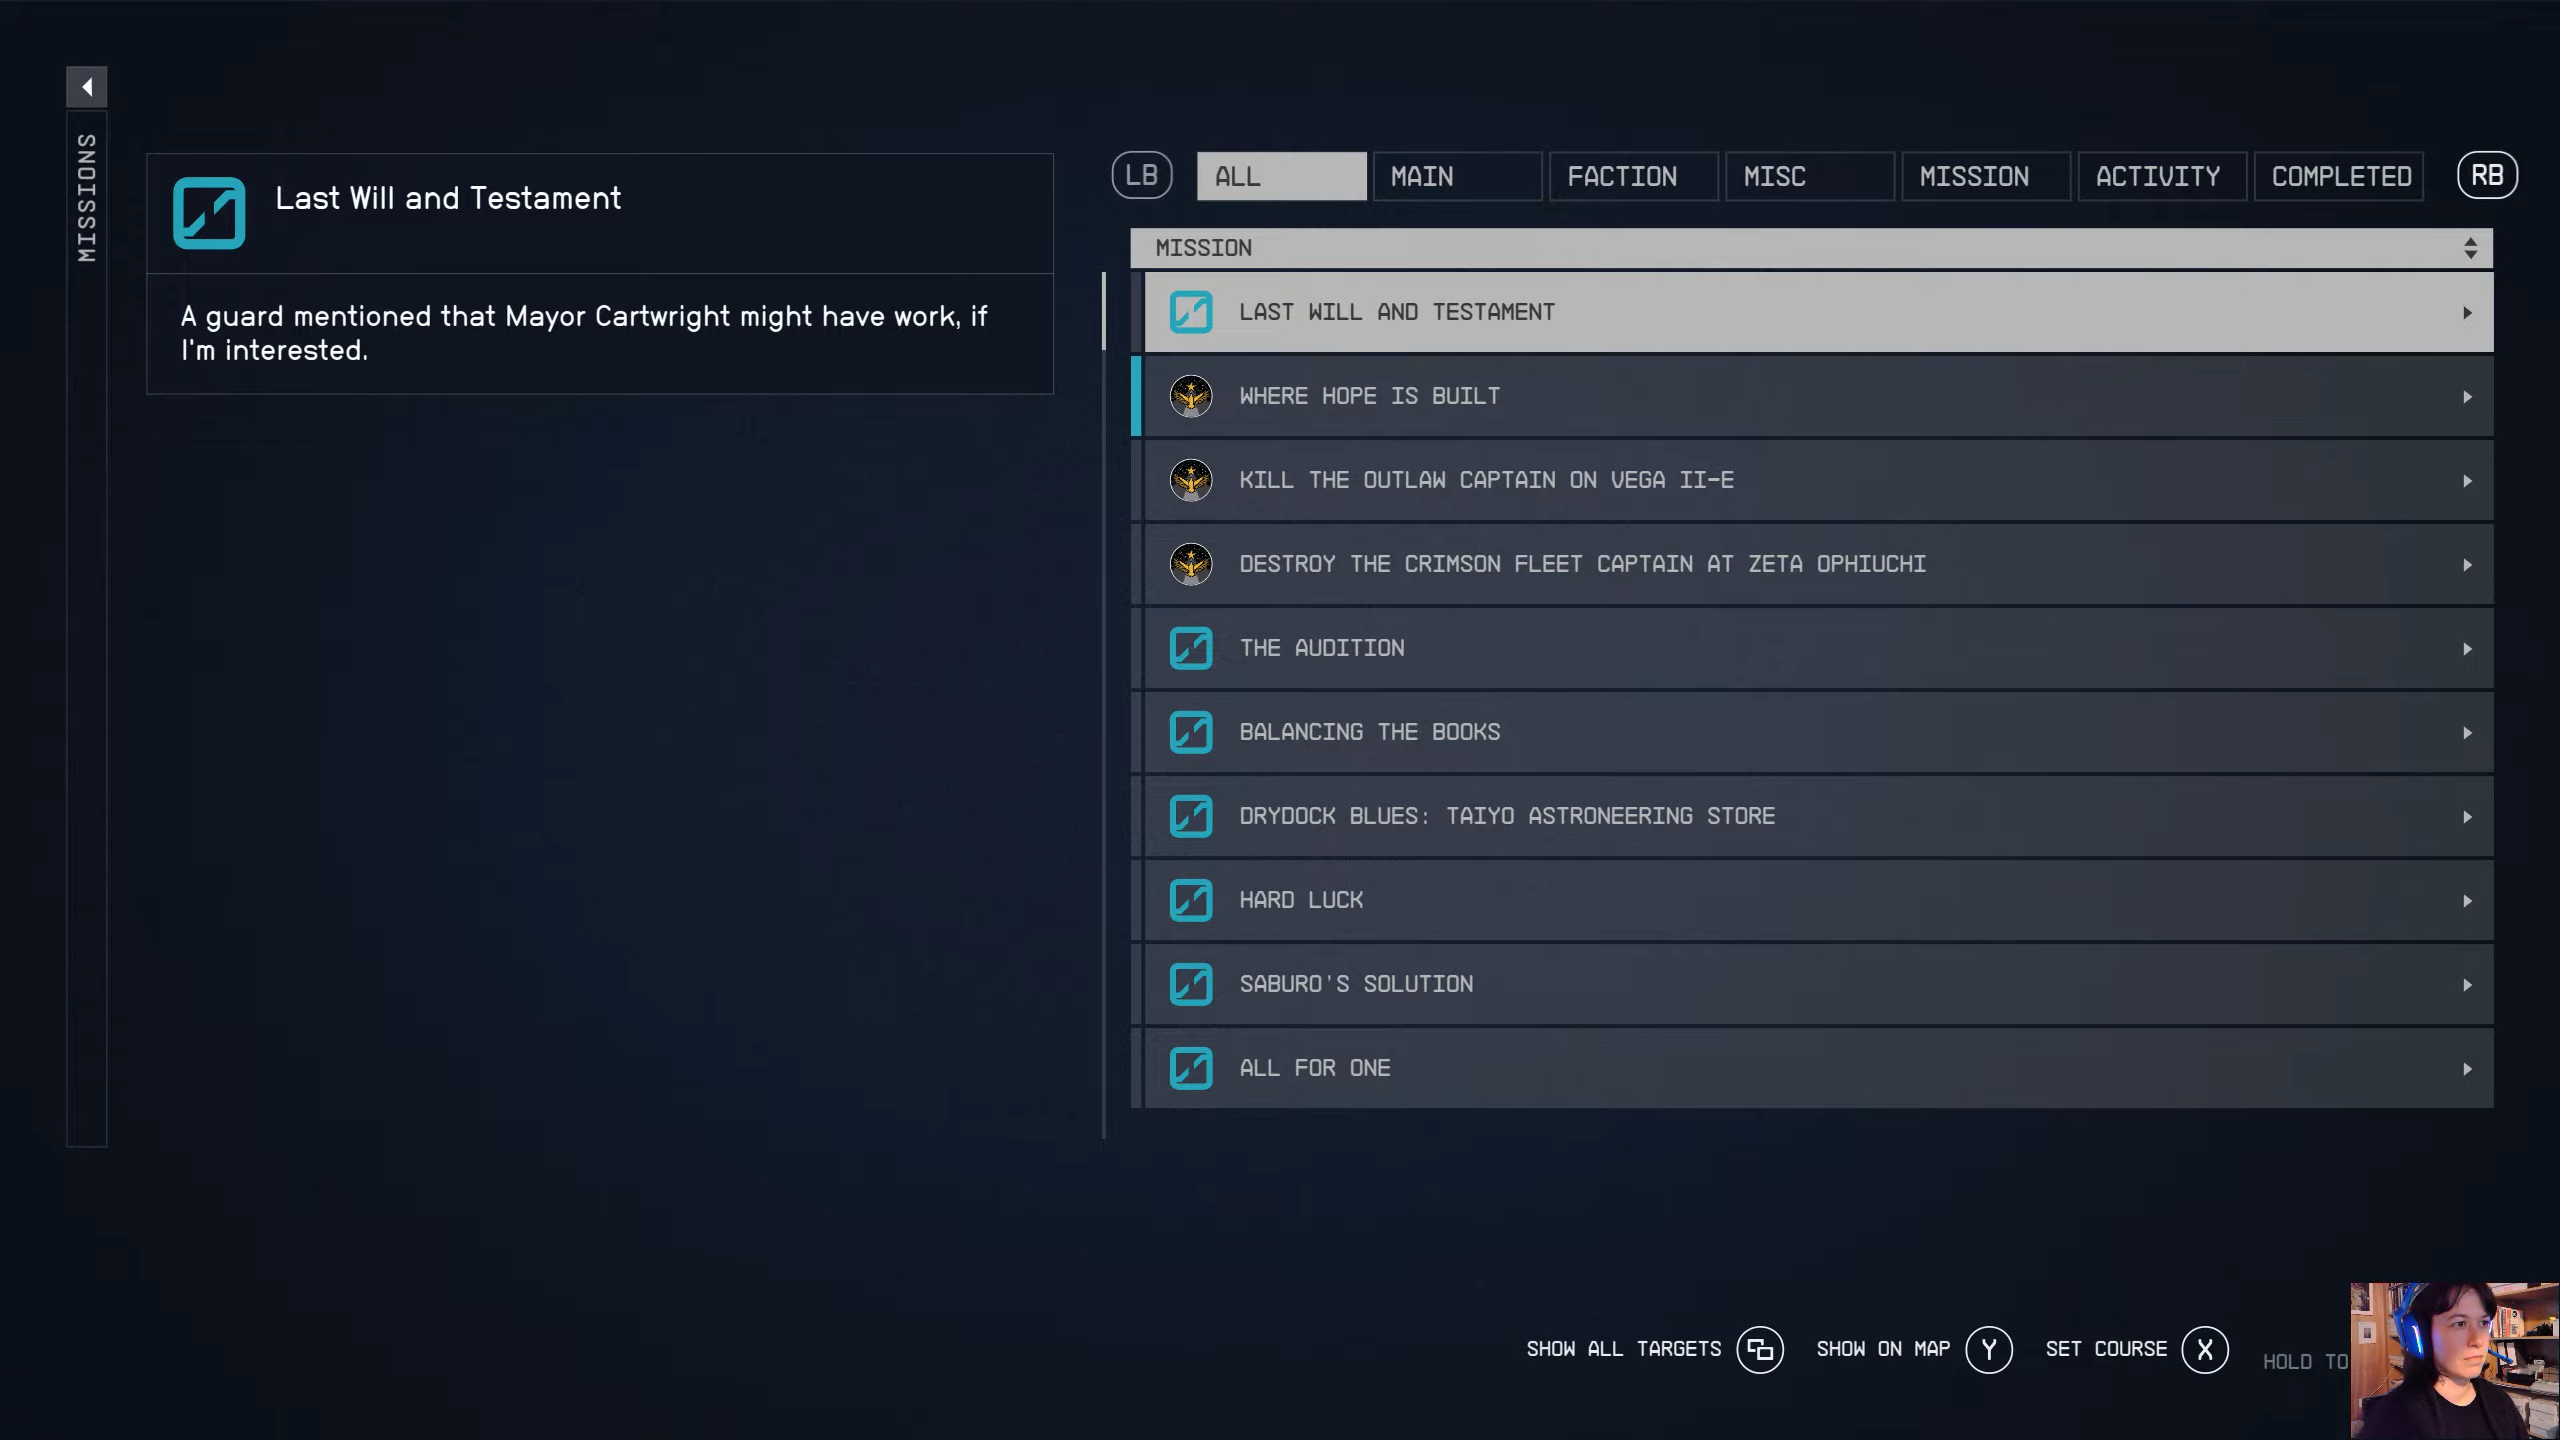 MISSIONS
Last Will and Testament
A guard mentioned that Mayor Cartwright might have work, if
I'm interested.
LB
ALL
MAIN
FACTION
MISC
MISSION
ACTIVITY
COMPLETED
RB
MISSION
LAST WILL AND TESTAMENT
WHERE HOPE IS BUILT
KILL THE OUTLAW CAPTAIN ON VEGA II-E
DESTROY THE CRIMSON FLEET CAPTAIN AT ZETA OPHIUCHI
THE AUDITION
BALANCING THE BOOKS
DRYDOCK BLUES: TAIYO ASTRONEERING STORE
HARD LUCK
SABURO'S SOLUTION
ALL FOR ONE
SHOW ALL TARGETS
SHOW ON MAP Y
SET COURSE X
HOLD TO